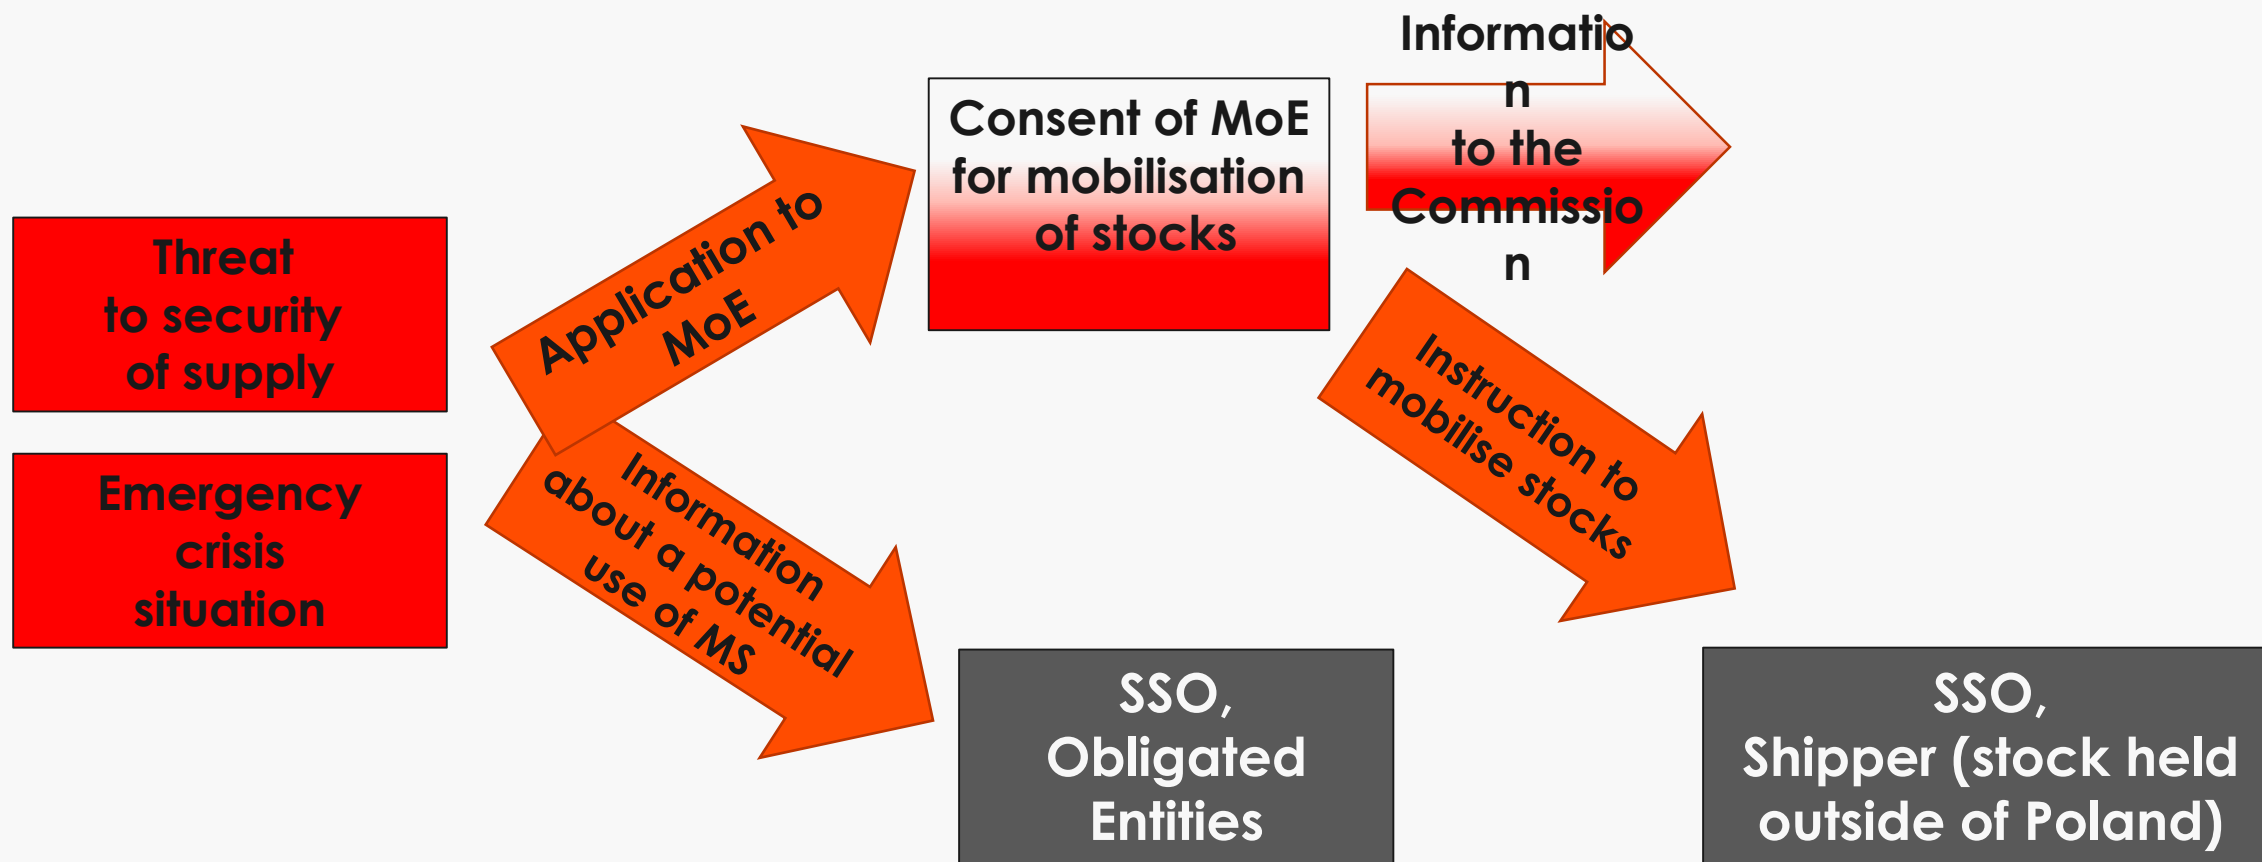 Threat
to security
of supply
Emergency
crisis
situation
Application to
MoE
Information
about a potential
use of MS
Consent of MoE
for mobilisation
of stocks
Informatio
n
to the
Commissio
n
Instruction to
mobilise stocks
SSO,
Obligated
Entities
SSO,
Shipper (stock held
outside of Poland)